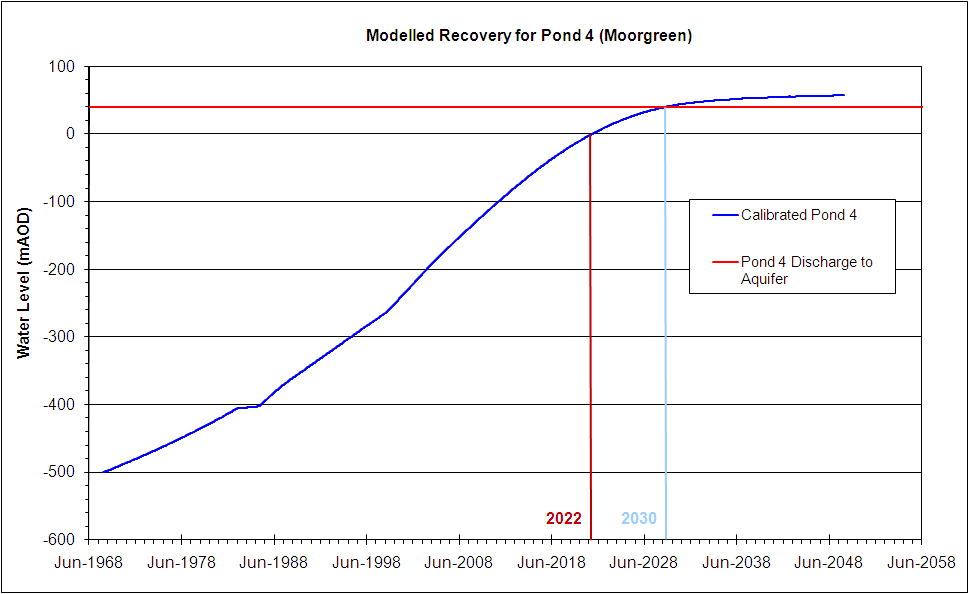 Modelled Recovery for Pond 4 (Moorgreen)
100
0
-100
-200
-300
-400
-500
-600
Water Level (mAOD)
Calibrated Pond 4
Pond 4 Discharge to
Aquifer
2022
2030
Jun-1968
Jun-1978
Jun-1988
Jun-1998
Jun-2008
Jun-2018
Jun-2028
Jun-2038
Jun-2048
Jun-2058